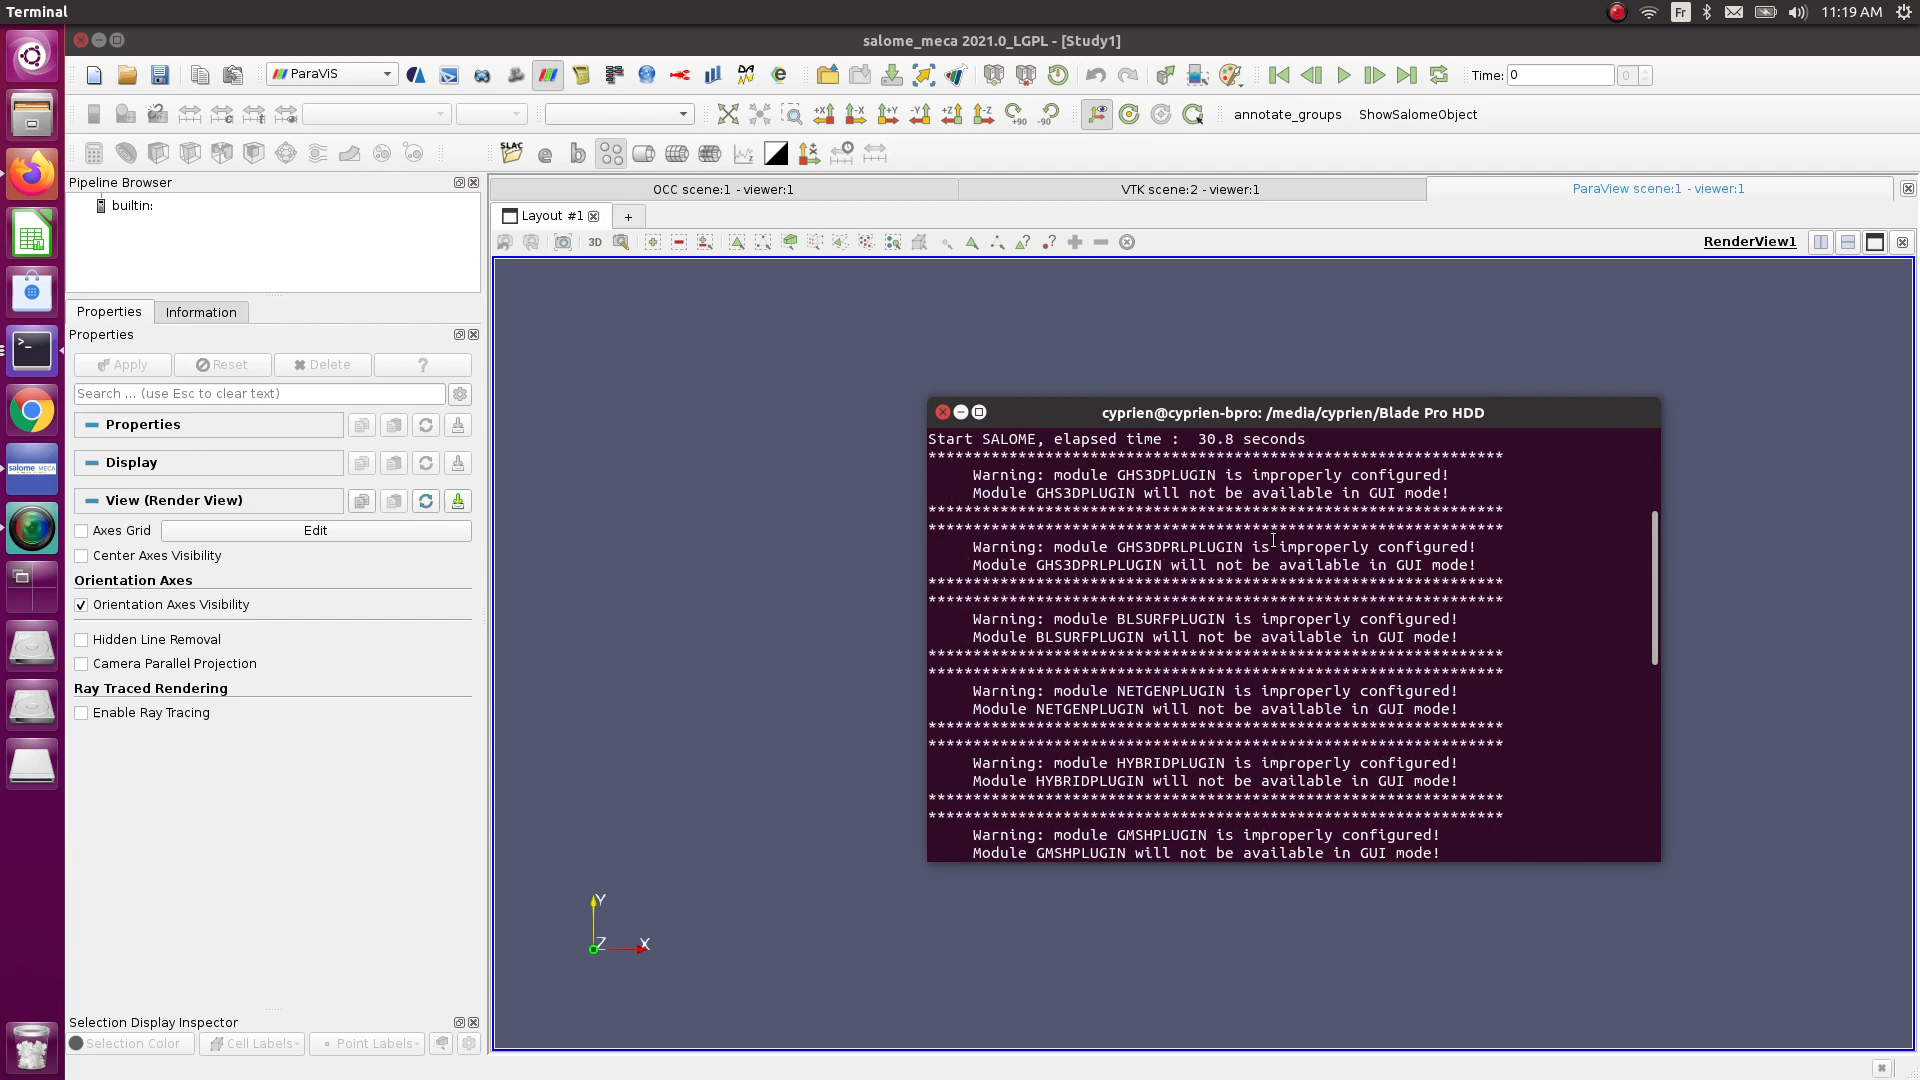 Terminal
Fr
11:19 AM
salome_meca 2021.0_LGPL - [Study1]
ParaViS
Time: 0
0
+X
-X
+Y
-Y
+Z
-Z
+90
-90
annotate_groups
ShowSalomeObject
SLAC
Pipeline Browser
builtin:
OCC scene:1 - viewer:1
VTK scene:2 - viewer:1
ParaView scene:1 - viewer:1
Layout #1
+
3D
RenderView1
Properties
Information
Properties
Apply
Reset
Delete
?
Search ... (use Esc to clear text)
Properties
Display
View (Render View)
Axes Grid
Edit
Center Axes Visibility
Orientation Axes
Orientation Axes Visibility
Hidden Line Removal
Camera Parallel Projection
Ray Traced Rendering
Enable Ray Tracing
salome MECA
cyprien@cyprien-bpro: /media/cyprien/Blade Pro HDD
Start SALOME, elapsed time :  30.8 seconds
****************************************************************
Warning: module GHS3DPLUGIN is improperly configured!
Module GHS3DPLUGIN will not be available in GUI mode!
****************************************************************
****************************************************************
Warning: module GHS3DPRLPLUGIN is improperly configured!
Module GHS3DPRLPLUGIN will not be available in GUI mode!
****************************************************************
****************************************************************
Warning: module BLSURFPLUGIN is improperly configured!
Module BLSURFPLUGIN will not be available in GUI mode!
****************************************************************
****************************************************************
Warning: module NETGENPLUGIN is improperly configured!
Module NETGENPLUGIN will not be available in GUI mode!
****************************************************************
****************************************************************
Warning: module HYBRIDPLUGIN is improperly configured!
Module HYBRIDPLUGIN will not be available in GUI mode!
****************************************************************
****************************************************************
Warning: module GMSHPLUGIN is improperly configured!
Module GMSHPLUGIN will not be available in GUI mode!
Y
Z
X
Selection Display Inspector
Selection Color
Cell Labels
Point Labels